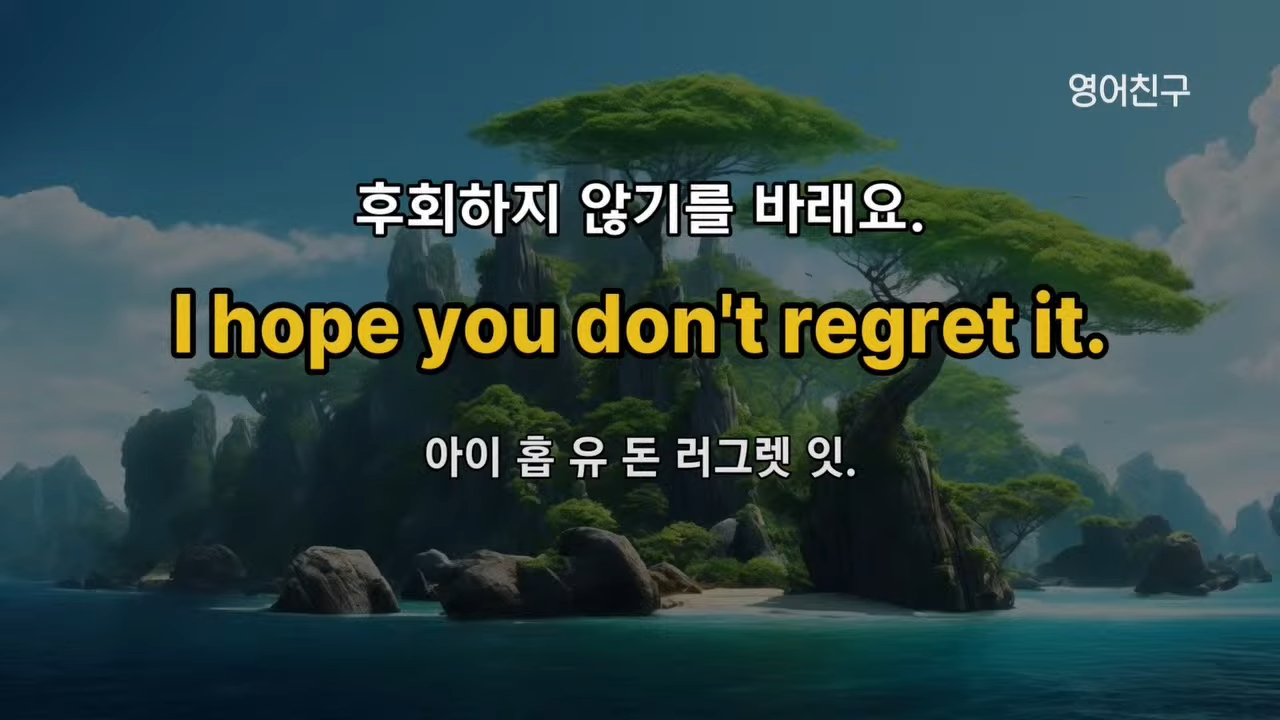 영어친구
후회하지 않기를 바래요.
I hope you don't regret it.
아이 홉 유 돈 러그렛 잇.